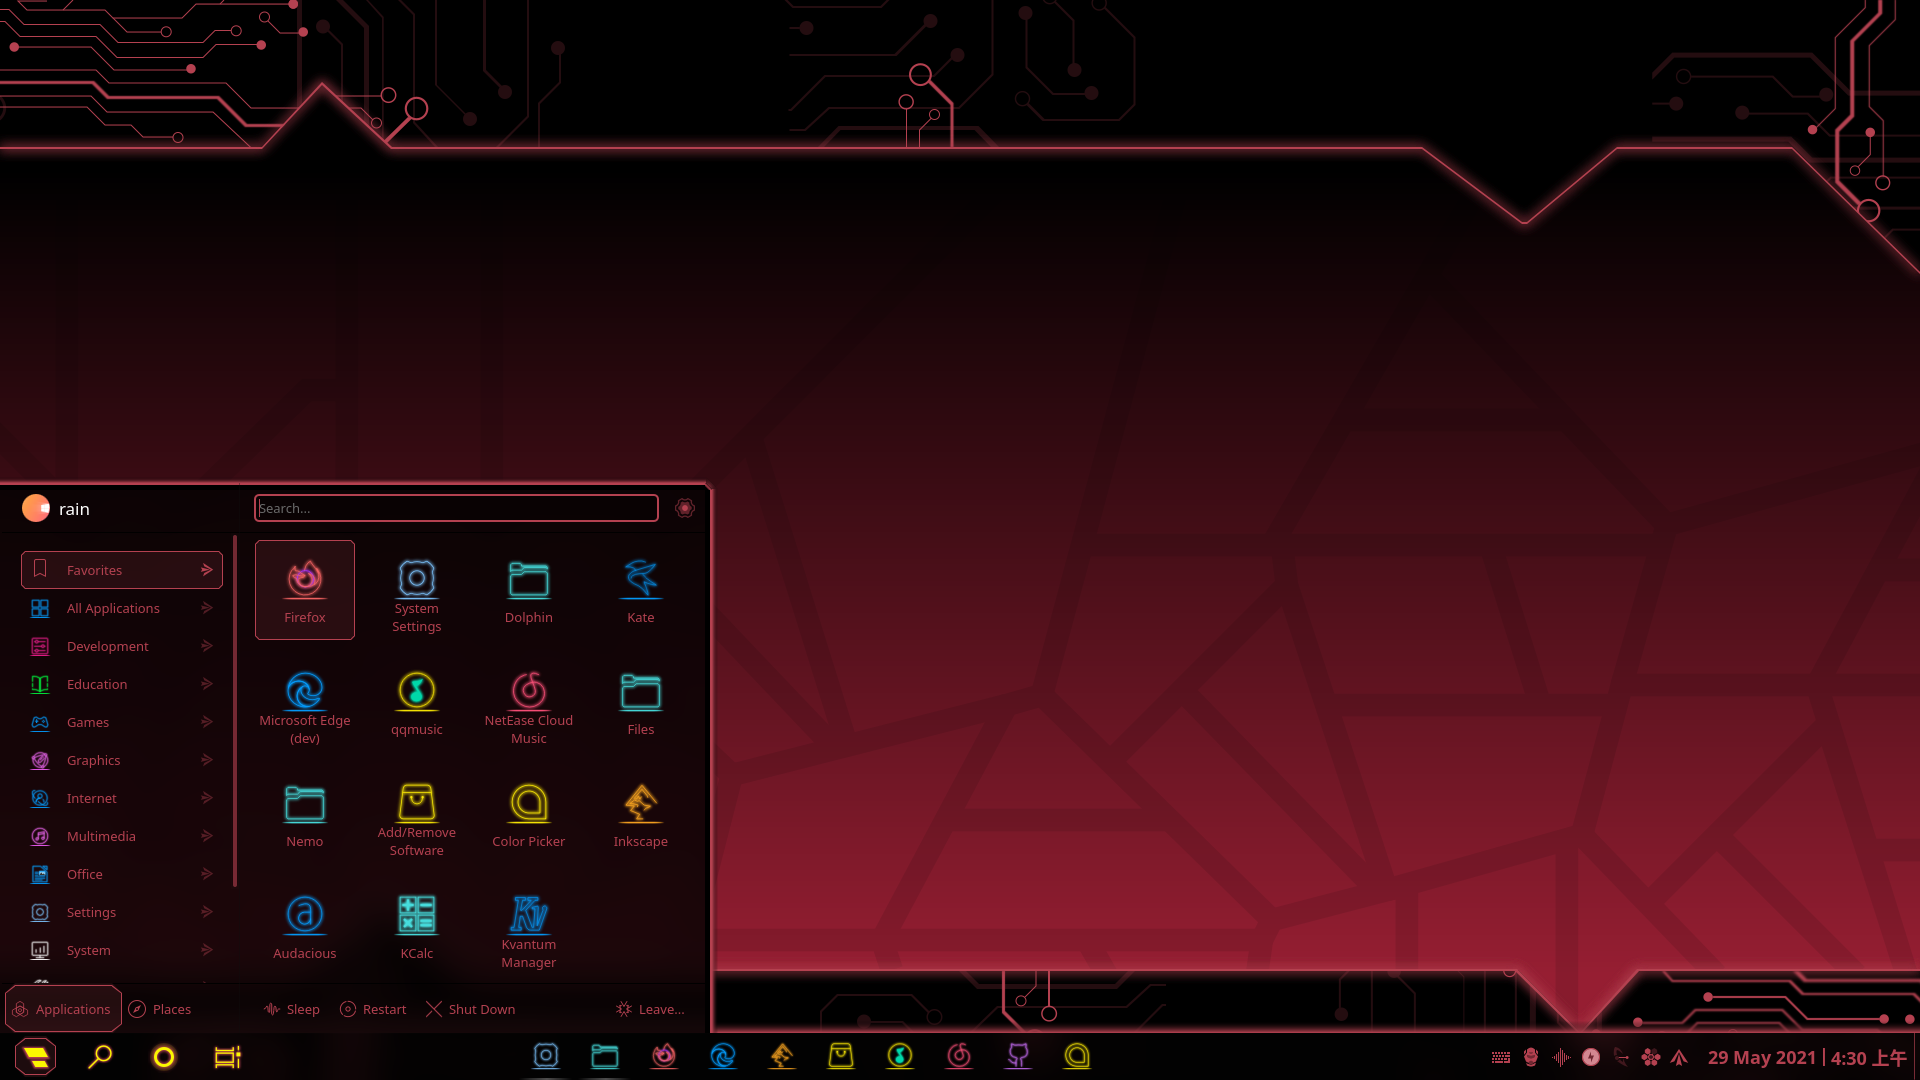 rain
Search...
Favorites
All Applications
Development
Education
Games
Graphics
Internet
Multimedia
Office
Settings
System
Firefox
System
Settings
Dolphin
Kate
Microsoft Edge
(dev)
qqmusic
NetEase Cloud
Music
Files
Nemo
Add/Remove
Software
Color Picker
Inkscape
Audacious
KCalc
Kvantum
Manager
Applications
Places
Sleep
Restart
Shut Down
Leave...
29 May 2021 | 4:30 上午